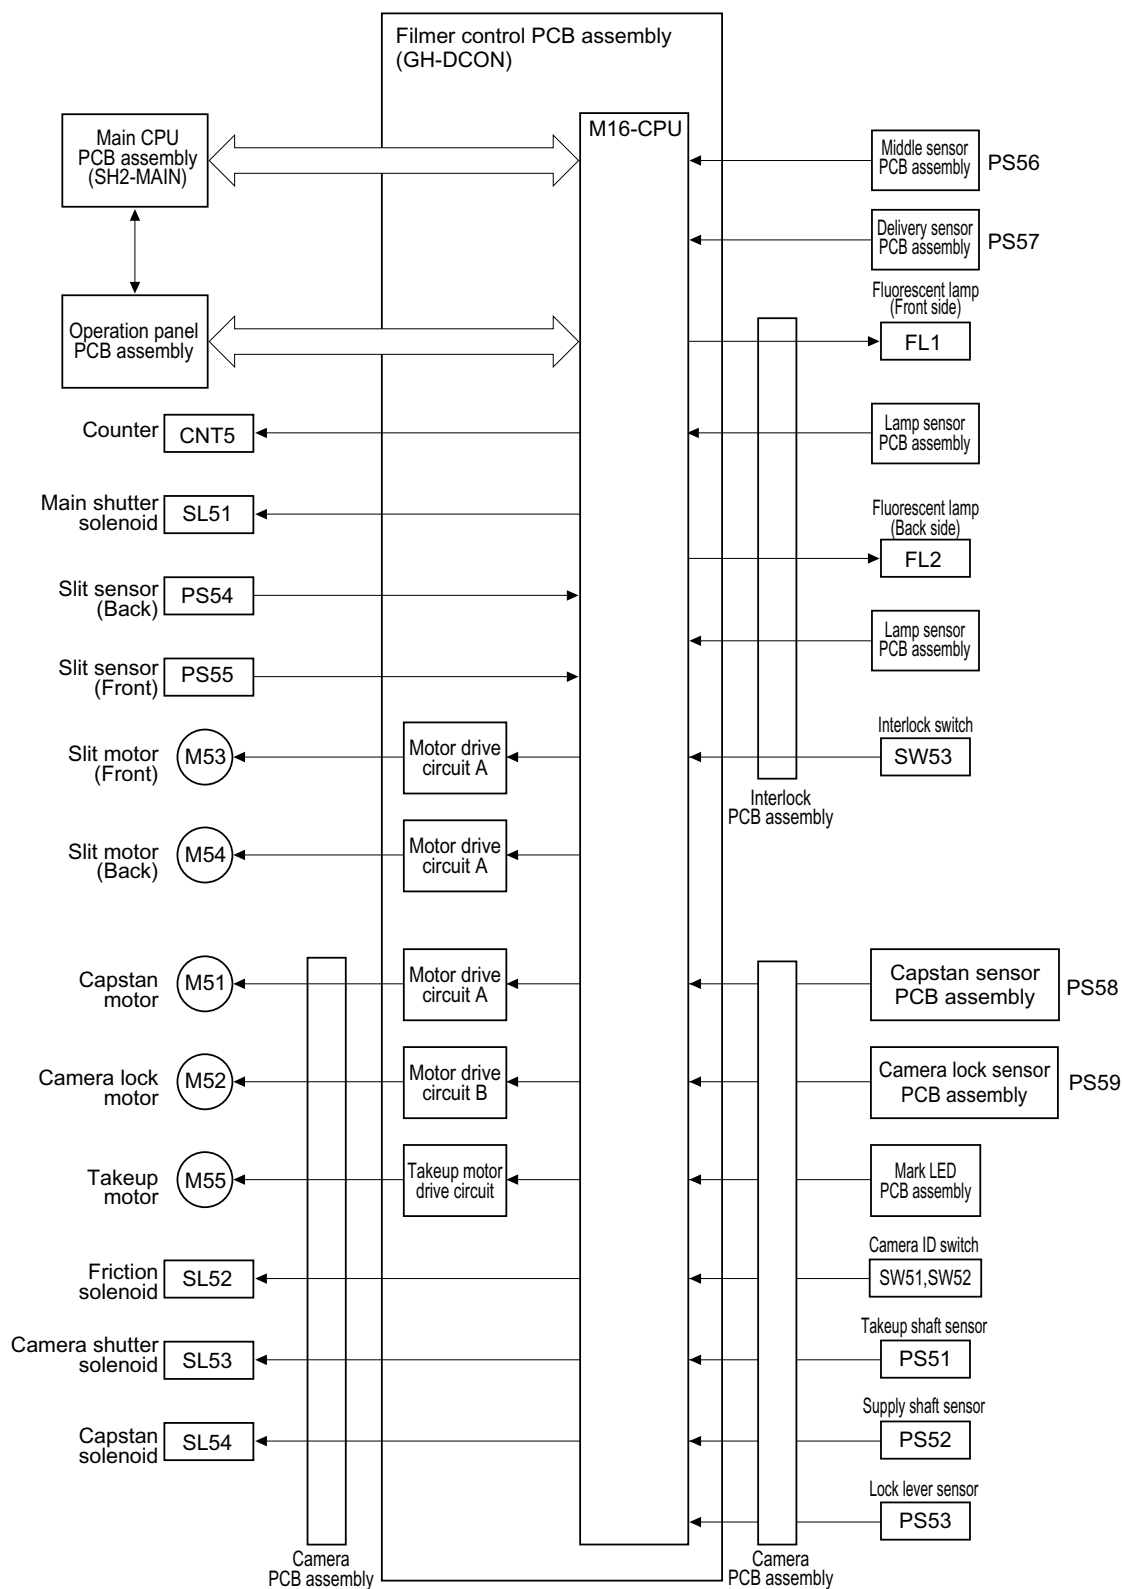 Filmer control PCB assembly
(GH-DCON)
M16-CPU
Main CPU
PCB assembly
(SH2-MAIN)
Operation panel
PCB assembly
Counter
CNT5
Main shutter
solenoid
SL51
Slit sensor
(Back)
PS54
Slit sensor
(Front)
PS55
Slit motor
(Front)
M53
Motor drive
circuit A
Slit motor
(Back)
M54
Motor drive
circuit A
Capstan
motor
M51
Motor drive
circuit A
Camera lock
motor
M52
Motor drive
circuit B
Takeup
motor
M55
Takeup motor
drive circuit
Friction
solenoid
SL52
Camera shutter
solenoid
SL53
Capstan
solenoid
SL54
Camera
PCB assembly
Middle sensor
PCB assembly
PS56
Delivery sensor
PCB assembly
PS57
Fluorescent lamp
(Front side)
FL1
Lamp sensor
PCB assembly
Fluorescent lamp
(Back side)
FL2
Lamp sensor
PCB assembly
Interlock switch
SW53
Interlock
PCB assembly
Capstan sensor
PCB assembly
PS58
Camera lock sensor
PCB assembly
PS59
Mark LED
PCB assembly
Camera ID switch
SW51,SW52
Takeup shaft sensor
PS51
Supply shaft sensor
PS52
Lock lever sensor
PS53
Camera
PCB assembly